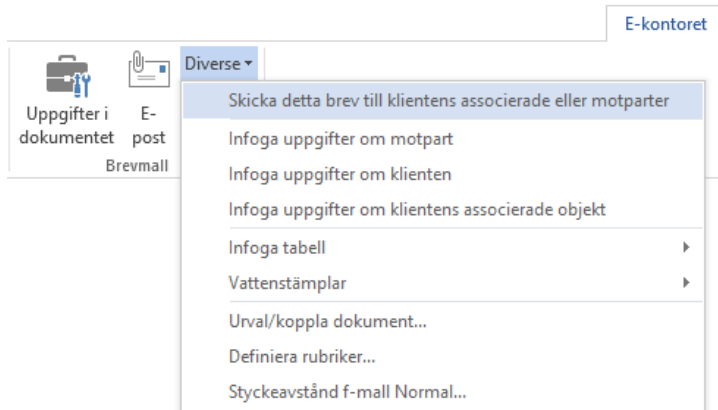 E-kontoret
Diverse
Uppgifter i
dokumentet
E-
post
Brevmall
Skicka detta brev till klientens associerade eller motparter
Infoga uppgifter om motpart
Infoga uppgifter om klienten
Infoga uppgifter om klientens associerade objekt
Infoga tabell
Vattenstämplar
Urval/koppla dokument...
Definiera rubriker...
Styckeavstånd f-mall Normal...